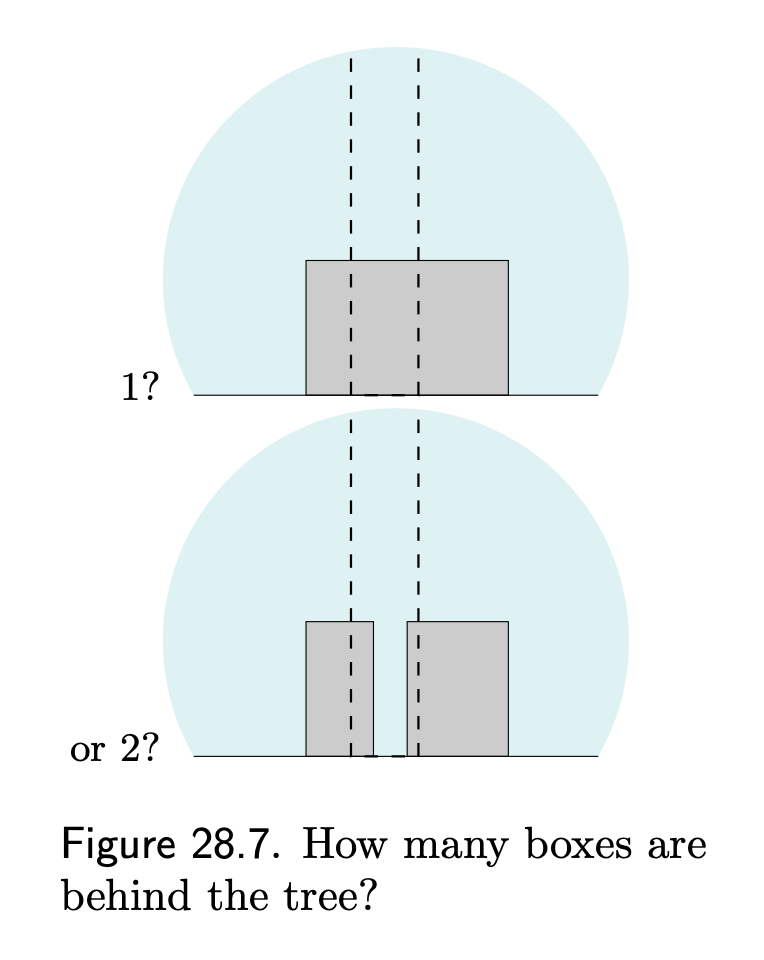 1?
or 2?
Figure 28.7. How many boxes are
behind the tree?